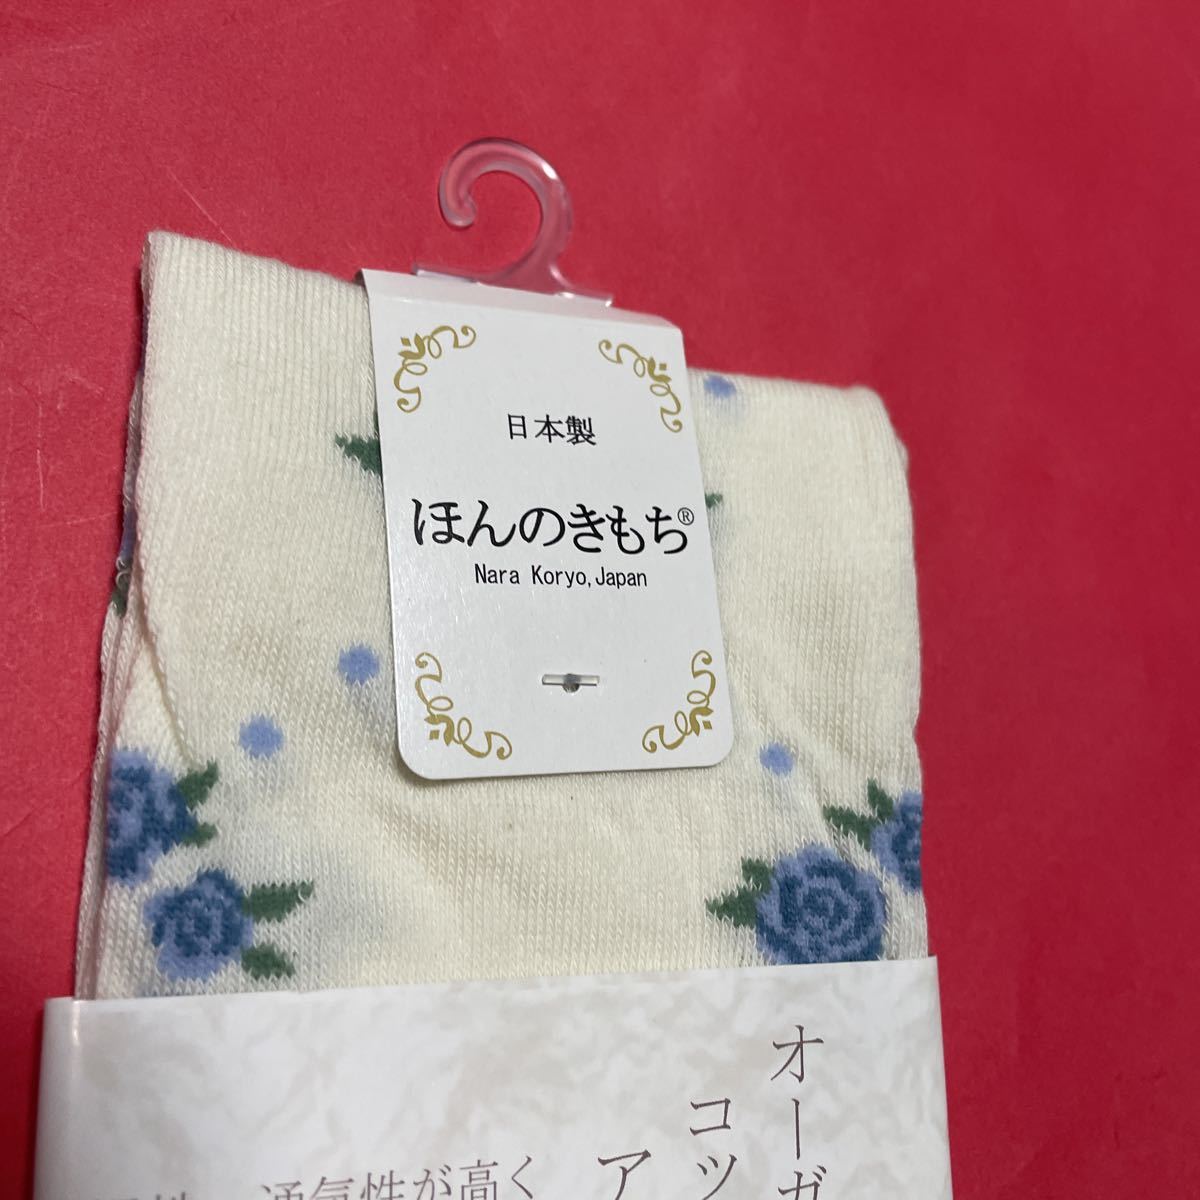 日本製
ほんのきもち®
Nara Koryo,Japan
オーガ
コッ
ア
通気性が高く